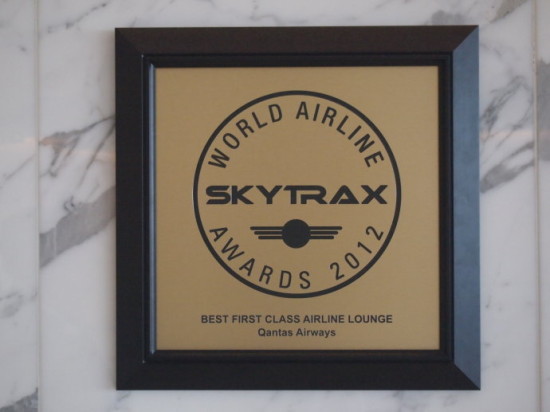 WORLD AIRLINE
SKYTRAX
AWARDS 2012
BEST FIRST CLASS AIRLINE LOUNGE
Qantas Airways